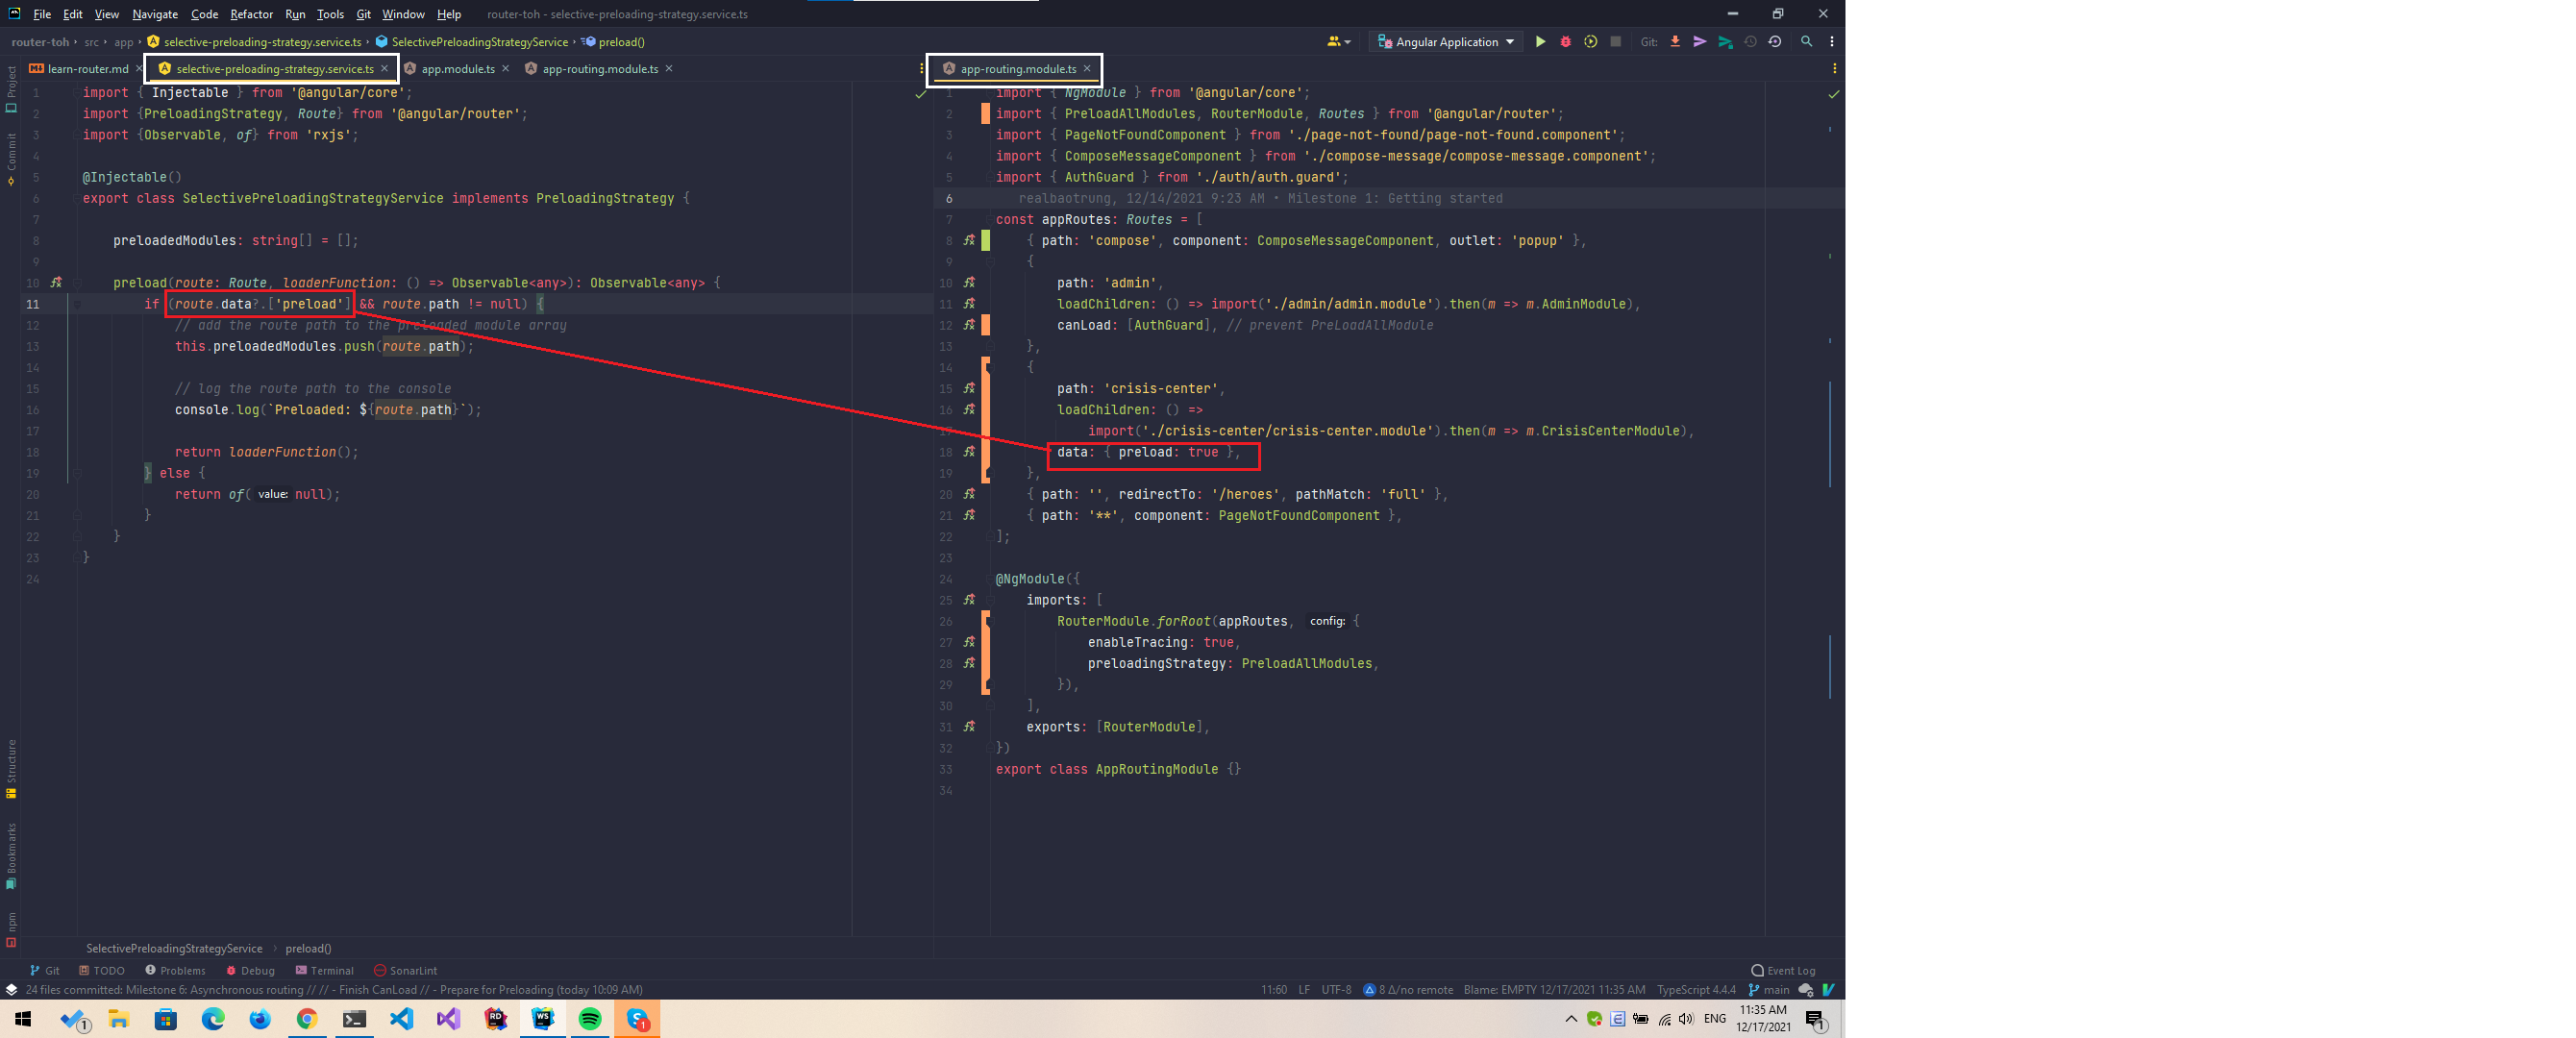 File Edit View Navigate Code Refactor Run Tools Git Window Help router-toh - selective-preloading-strategy.service.ts
router-toh › src › app › selective-preloading-strategy.service.ts › SelectivePreloadingStrategyService › preload() Angular Application Git:
learn-router.md selective-preloading-strategy.service.ts app.module.ts app-routing.module.ts
Project
Commit
Structure
Bookmarks
npm
1 import { Injectable } from '@angular/core';
2 import {PreloadingStrategy, Route} from '@angular/router';
3 import {Observable, of} from 'rxjs';
4
5 @Injectable()
6 export class SelectivePreloadingStrategyService implements PreloadingStrategy {
7
8 preloadedModules: string[] = [];
9
10 preload(route: Route, loaderFunction: () => Observable<any>): Observable<any> {
11 if (route.data?.['preload'] && route.path != null) {
12 // add the route path to the preloaded module array
13 this.preloadedModules.push(route.path);
14
15 // log the route path to the console
16 console.log(`Preloaded: ${route.path}`);
17
18 return loaderFunction();
19 } else {
20 return of( value: null);
21 }
22 }
23 }
24
app-routing.module.ts
1 import { NgModule } from '@angular/core';
2 import { PreloadAllModules, RouterModule, Routes } from '@angular/router';
3 import { PageNotFoundComponent } from './page-not-found/page-not-found.component';
4 import { ComposeMessageComponent } from './compose-message/compose-message.component';
5 import { AuthGuard } from './auth/auth.guard';
6 realbaotrung, 12/14/2021 9:23 AM • Milestone 1: Getting started
7 const appRoutes: Routes = [
8 { path: 'compose', component: ComposeMessageComponent, outlet: 'popup' },
9 {
10 path: 'admin',
11 loadChildren: () => import('./admin/admin.module').then(m => m.AdminModule),
12 canLoad: [AuthGuard], // prevent PreLoadAllModule
13 },
14 {
15 path: 'crisis-center',
16 loadChildren: () =>
17 import('./crisis-center/crisis-center.module').then(m => m.CrisisCenterModule),
18 data: { preload: true },
19 },
20 { path: '', redirectTo: '/heroes', pathMatch: 'full' },
21 { path: '**', component: PageNotFoundComponent },
22 ];
23
24 @NgModule({
25 imports: [
26 RouterModule.forRoot(appRoutes, config: {
27 enableTracing: true,
28 preloadingStrategy: PreloadAllModules,
29 }),
30 ],
31 exports: [RouterModule],
32 })
33 export class AppRoutingModule {}
34
SelectivePreloadingStrategyService › preload()
Git TODO Problems Debug Terminal SonarLint Event Log
24 files committed: Milestone 6: Asynchronous routing // // - Finish CanLoad // - Prepare for Preloading (today 10:09 AM) 11:60 LF UTF-8 8 Δ/no remote Blame: EMPTY 12/17/2021 11:35 AM TypeScript 4.4.4 main
1 RD WS 1 ENG 11:35 AM 1
12/17/2021